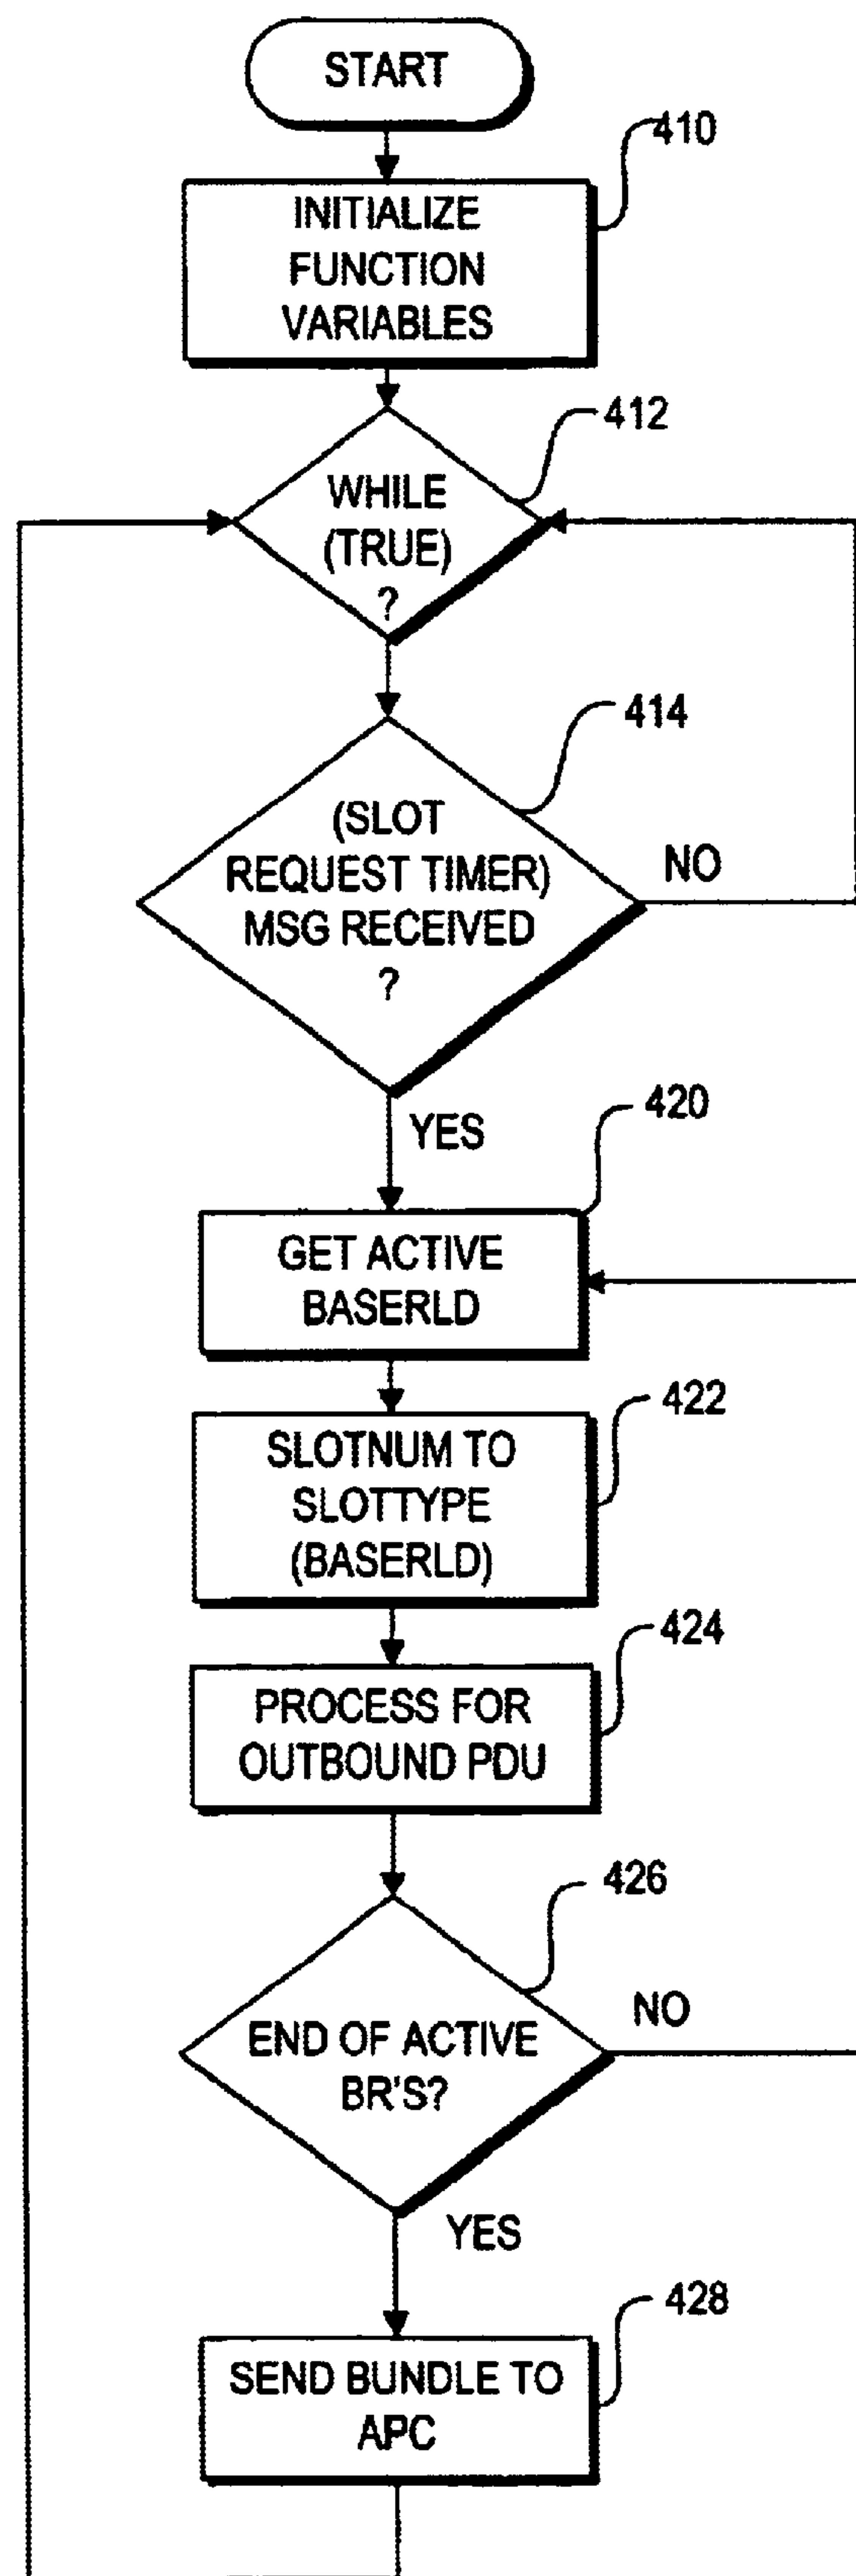 START
410
INITIALIZE
FUNCTION
VARIABLES
412
WHILE
(TRUE)
?
414
(SLOT
REQUEST TIMER)
MSG RECEIVED
?
NO
YES
420
GET ACTIVE
BASERLD
422
SLOTNUM TO
SLOTTYPE
(BASERLD)
424
PROCESS FOR
OUTBOUND PDU
426
END OF ACTIVE
BR'S?
NO
YES
428
SEND BUNDLE TO
APC